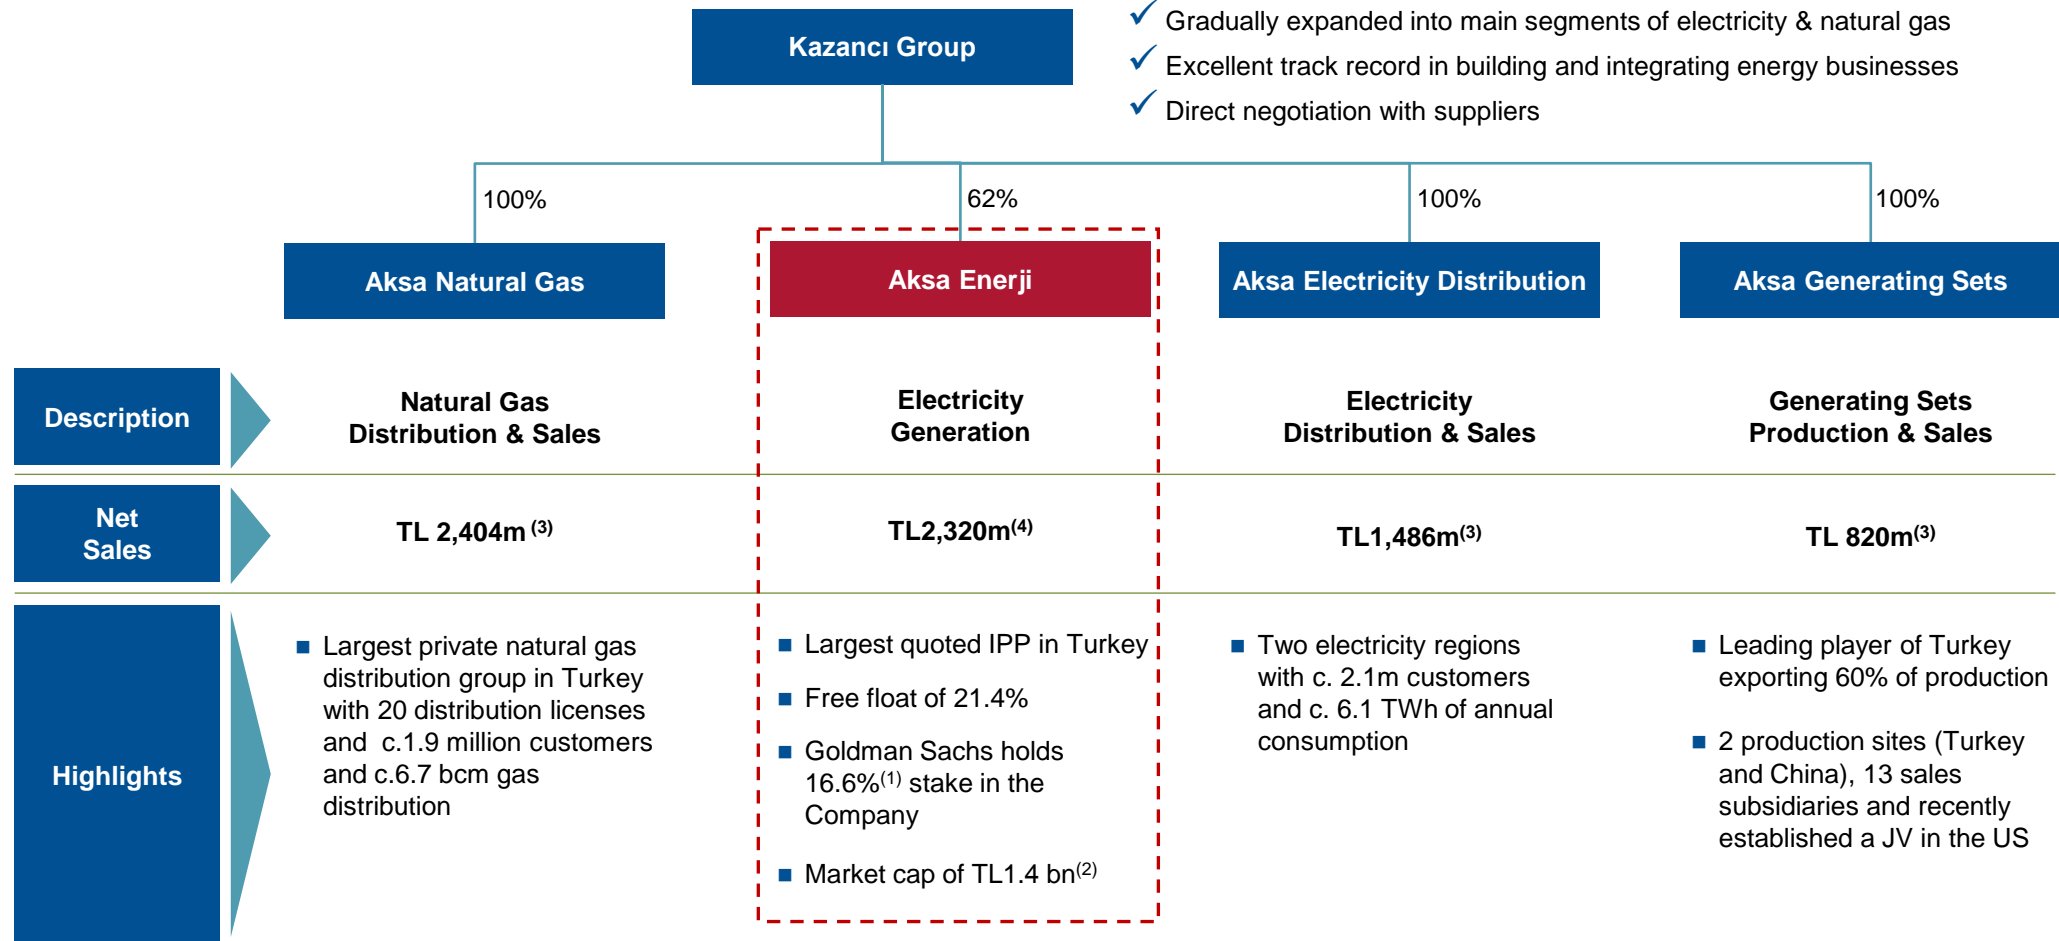 Kazancı Group
✓ Gradually expanded into main segments of electricity & natural gas
✓ Excellent track record in building and integrating energy businesses
✓ Direct negotiation with suppliers
100%
62%
100%
100%
Aksa Natural Gas
Aksa Enerji
Aksa Electricity Distribution
Aksa Generating Sets
Description
Natural Gas
Distribution & Sales
Electricity
Generation
Electricity
Distribution & Sales
Generating Sets
Production & Sales
Net
Sales
TL 2,404m (3)
TL2,320m(4)
TL1,486m(3)
TL 820m(3)
Highlights
■ Largest private natural gas
distribution group in Turkey
with 20 distribution licenses
and c.1.9 million customers
and c.6.7 bcm gas
distribution
■ Largest quoted IPP in Turkey
■ Free float of 21.4%
■ Goldman Sachs holds
16.6%(1) stake in the
Company
■ Market cap of TL1.4 bn(2)
■ Two electricity regions
with c. 2.1m customers
and c. 6.1 TWh of annual
consumption
■ Leading player of Turkey
exporting 60% of production
■ 2 production sites (Turkey
and China), 13 sales
subsidiaries and recently
established a JV in the US